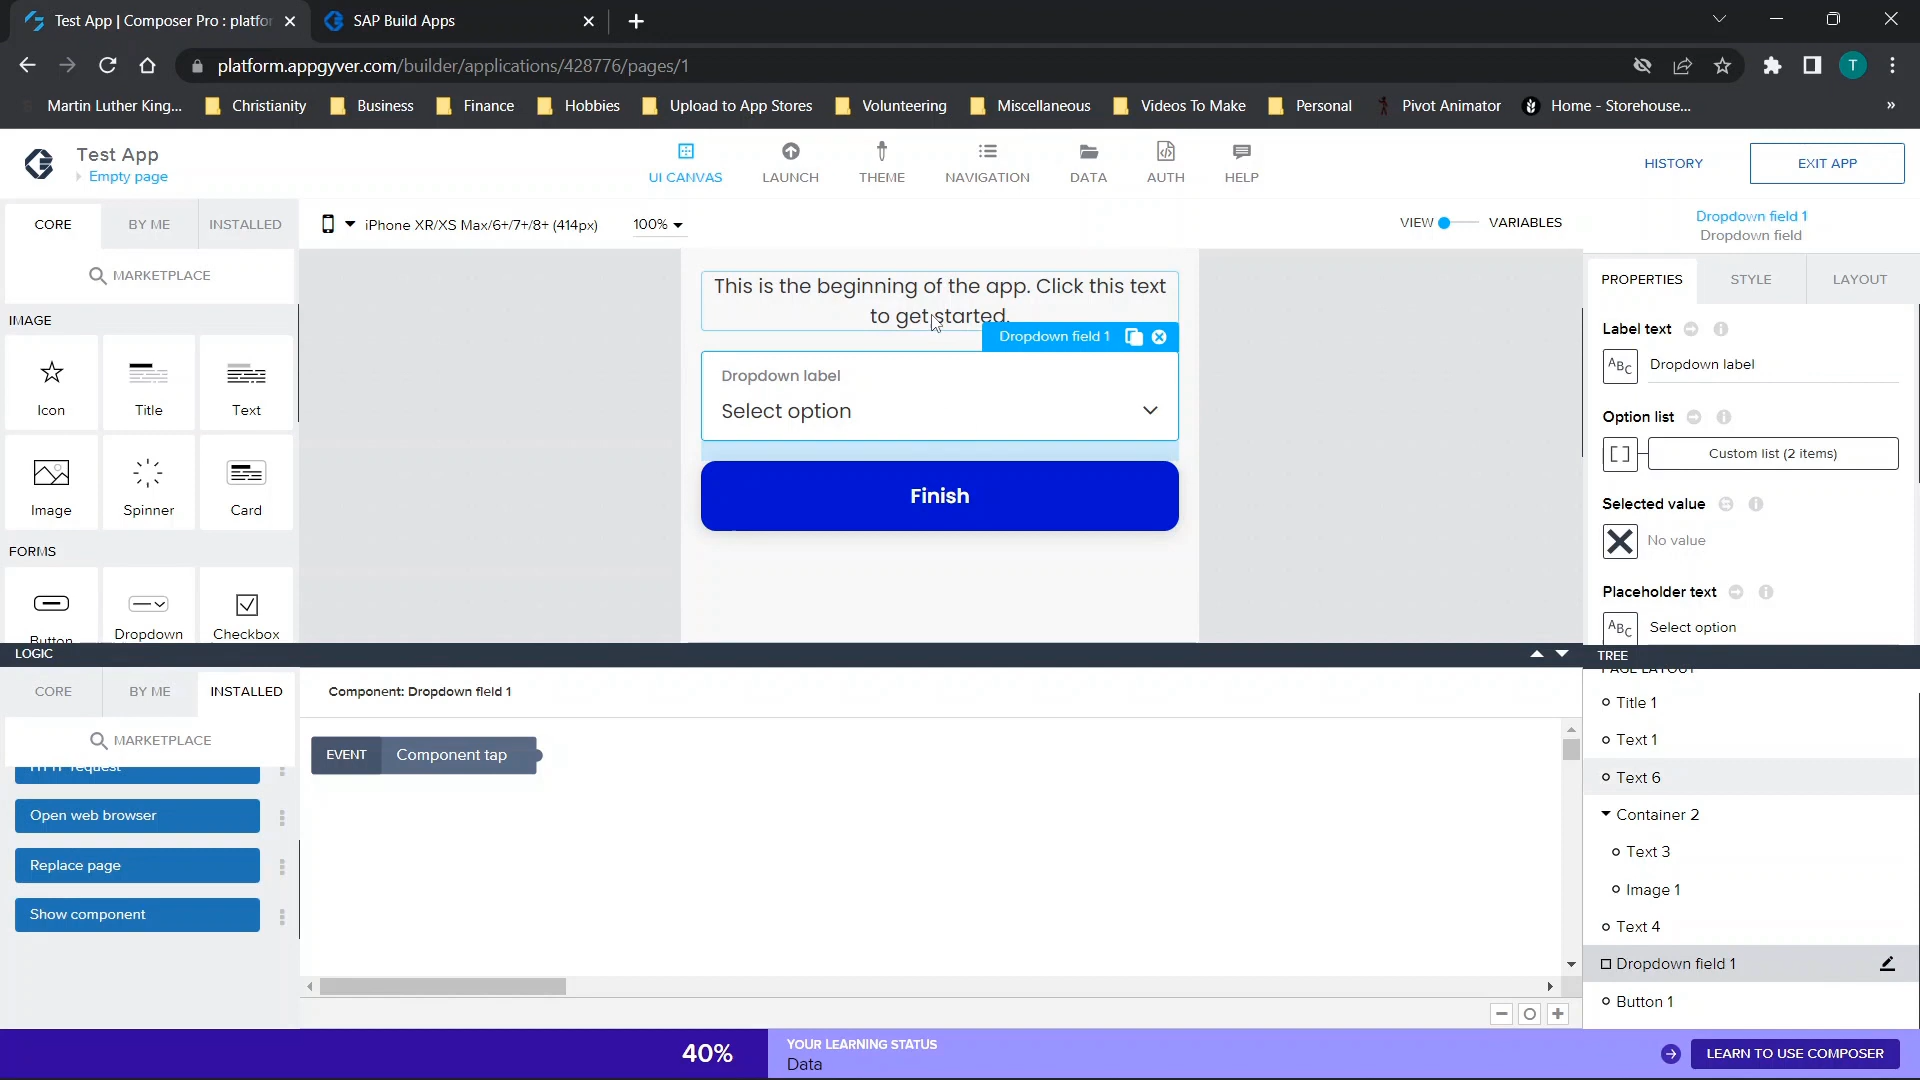 Test App | Composer Pro : platfor
SAP Build Apps
platform.appgyver.com/builder/applications/428776/pages/1
T
Martin Luther King...
Christianity
Business
Finance
Hobbies
Upload to App Stores
Volunteering
Miscellaneous
Videos To Make
Personal
Pivot Animator
Home - Storehouse...
»
Test App
Empty page
UI CANVAS
LAUNCH
THEME
NAVIGATION
DATA
AUTH
HELP
HISTORY
EXIT APP
CORE
BY ME
INSTALLED
iPhone XR/XS Max/6+/7+/8+ (414px)
100%
VIEW
VARIABLES
Dropdown field 1
Dropdown field
MARKETPLACE
IMAGE
Icon
Title
Text
Image
Spinner
Card
FORMS
Button
Dropdown
Checkbox
This is the beginning of the app. Click this text
to get started.
Dropdown field 1
Dropdown label
Select option
Finish
PROPERTIES
STYLE
LAYOUT
Label text
ABC
Dropdown label
Option list
Custom list (2 items)
Selected value
No value
Placeholder text
ABC
Select option
LOGIC
CORE
BY ME
INSTALLED
MARKETPLACE
HTTP request
Open web browser
Replace page
Show component
Component: Dropdown field 1
EVENT
Component tap
TREE
PAGE LAYOUT
Title 1
Text 1
Text 6
Container 2
Text 3
Image 1
Text 4
Dropdown field 1
Button 1
40%
YOUR LEARNING STATUS
Data
LEARN TO USE COMPOSER